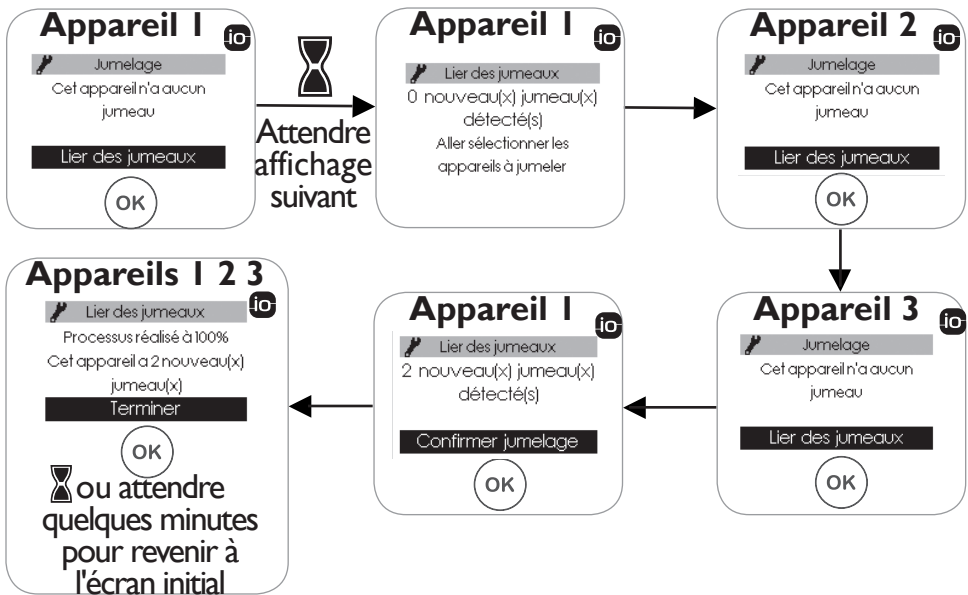 Appareil 1
io
Jumelage
Cet appareil n'a aucun
jumeau
Lier des jumeaux
OK
Attendre
affichage
suivant
Appareil 1
io
Lier des jumeaux
0 nouveau(x) jumeau(x)
détecté(s)
Aller sélectionner les
appareils à jumeler
Appareil 2
io
Jumelage
Cet appareil n'a aucun
jumeau
Lier des jumeaux
OK
Appareil 3
io
Jumelage
Cet appareil n'a aucun
jumeau
Lier des jumeaux
OK
Appareil 1
io
Lier des jumeaux
2 nouveau(x) jumeau(x)
détecté(s)
Confirmer jumelage
OK
Appareils 1 2 3
io
Lier des jumeaux
Processus réalisé à 100%
Cet appareil a 2 nouveau(x)
jumeau(x)
Terminer
OK
ou attendre
quelques minutes
pour revenir à
l'écran initial